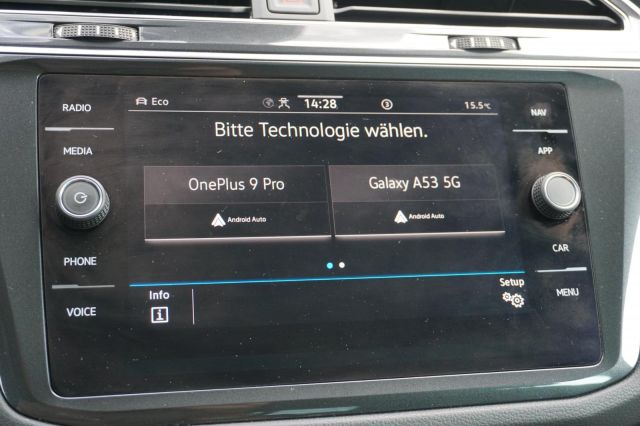 RADIO
MEDIA
PHONE
VOICE
Eco
14:28
3
15.5°C
Bitte Technologie wählen.
OnePlus 9 Pro
Android Auto
Galaxy A53 5G
Android Auto
Info
i
Setup
NAV
APP
CAR
MENU